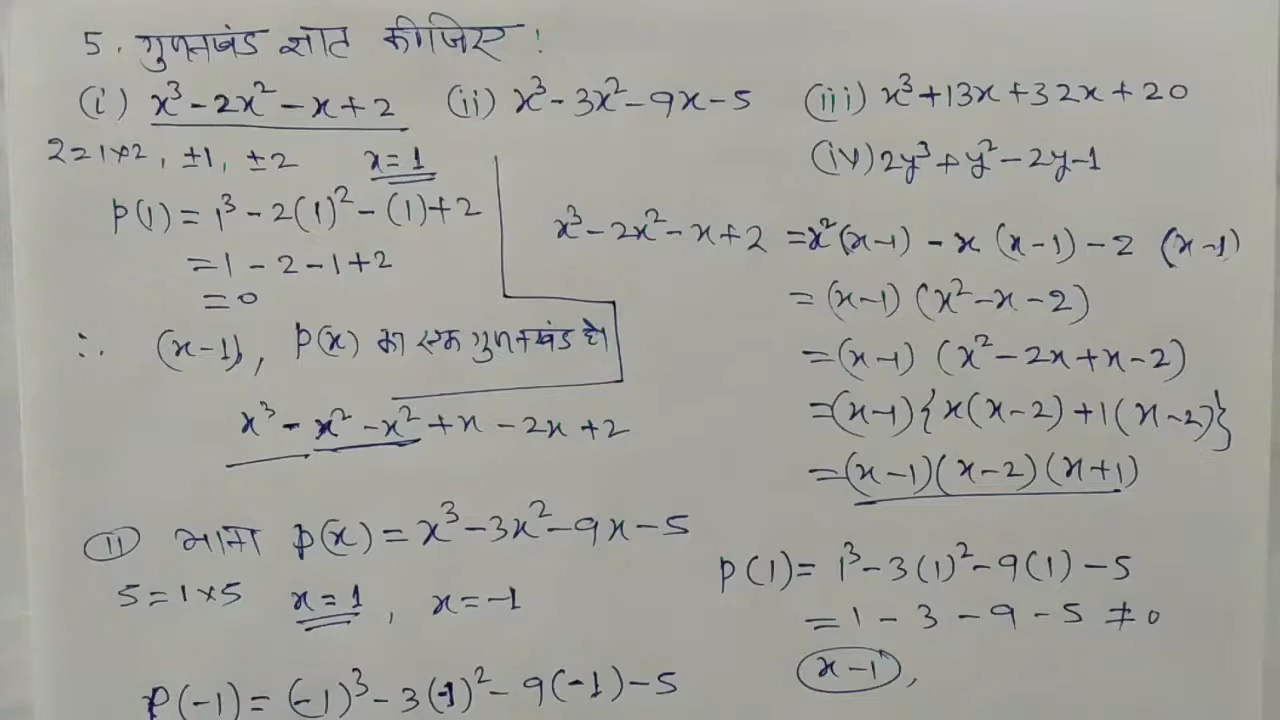 5. गुणनखंड ज्ञात कीजिए :
(i) x³ - 2x² - x + 2 (ii) x³ - 3x² - 9x - 5 (iii) x³ + 13x + 32x + 20
(iv) 2y³ + y² - 2y - 1
2 = 1×2, ±1, ±2 x = 1
P(1) = 1³ - 2(1)² - (1) + 2
= 1 - 2 - 1 + 2
= 0
∴ (x-1), P(x) का एक गुणनखंड है।
x³ - x² - x² + x - 2x + 2
x³ - 2x² - x + 2 = x²(x-1) - x (x-1) - 2 (x-1)
= (x-1) (x² - x - 2)
= (x-1) (x² - 2x + x - 2)
= (x-1) {x(x-2) + 1(x-2)}
= (x-1)(x-2)(x+1)
(ii) माना P(x) = x³ - 3x² - 9x - 5
5 = 1×5 x = 1, x = -1
P(1) = 1³ - 3(1)² - 9(1) - 5
= 1 - 3 - 9 - 5 ≠ 0
(x-1),
P(-1) = (-1)³ - 3(-1)² - 9(-1) - 5